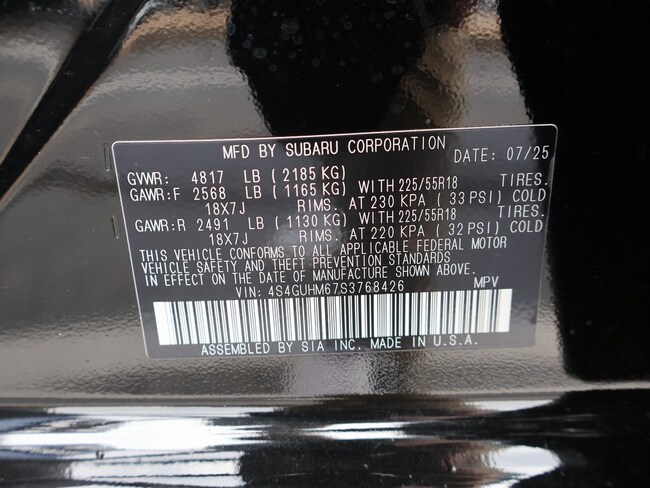 MFD BY SUBARU CORPORATION DATE: 07/25
GVWR: 4817 LB (2185 KG)
GAWR:F 2568 LB (1165 KG) WITH 225/55R18 TIRES.
18X7J RIMS. AT 230 KPA (33 PSI) COLD
GAWR:R 2491 LB (1130 KG) WITH 225/55R18 TIRES.
18X7J RIMS. AT 220 KPA (32 PSI) COLD
THIS VEHICLE CONFORMS TO ALL APPLICABLE FEDERAL MOTOR
VEHICLE SAFETY AND THEFT PREVENTION STANDARDS
IN EFFECT ON THE DATE OF MANUFACTURE SHOWN ABOVE.
VIN: 4S4GUHM67S3768426 MPV
ASSEMBLED BY SIA INC. MADE IN U.S.A.